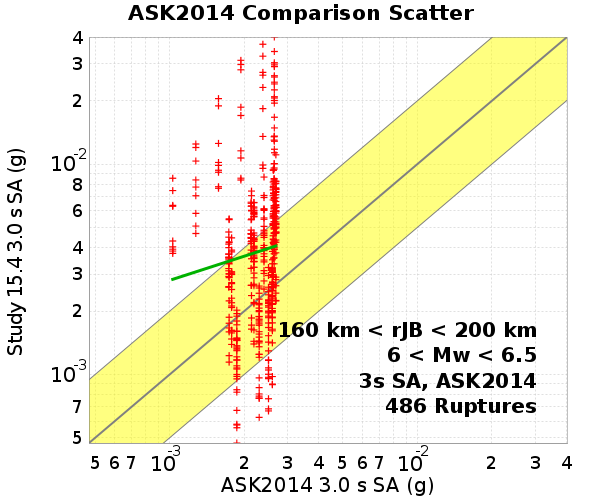 ASK2014 Comparison Scatter
4
3
2
10-2
8
6
4
3
2
10-3
7
5
Study 15.4 3.0 s SA (g)
160 km < rJB < 200 km
6 < Mw < 6.5
3s SA, ASK2014
486 Ruptures
5 6 7 10-3 2 3 4 5 6 7 10-2 2 3 4
ASK2014 3.0 s SA (g)